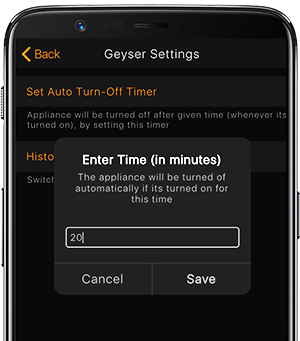 Back
Geyser Settings
Set Auto Turn-Off Timer
Appliance will be turned off after given time (whenever its
turned on), by setting this timer
Histo
Switch
Enter Time (in minutes)
The appliance will be turned of
automatically if its turned on for
this time
20
Cancel
Save